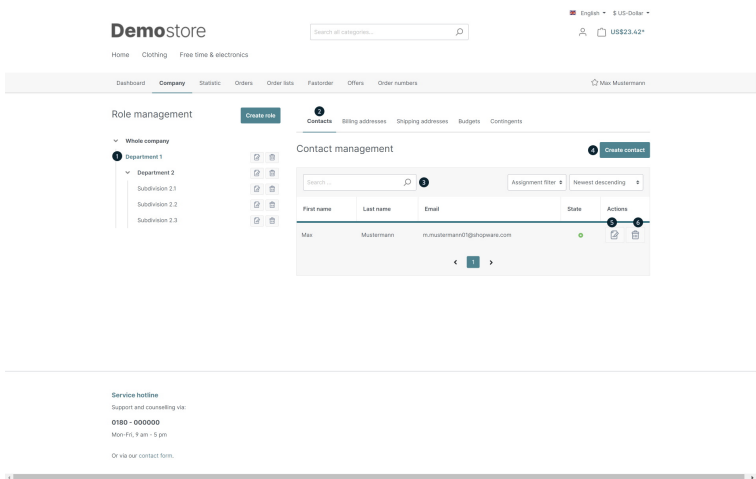 English $ US-Dollar
Demostore
Search all categories...
US$23.42*
Home Clothing Free time & electronics
Dashboard Company Statistic Orders Order lists Fastorder Offers Order numbers Max Mustermann
Role management Create role
2
Contacts Billing addresses Shipping addresses Budgets Contingents
Whole company
1 Department 1
Department 2
Subdivision 2.1
Subdivision 2.2
Subdivision 2.3
Contact management 4 Create contact
Search... 3 Assignment filter Newest descending
First name Last name Email State Actions
5 6
Max Mustermann m.mustermann01@shopware.com
1
Service hotline
Support and counselling via:
0180 - 000000
Mon-Fri, 9 am - 5 pm
Or via our contact form.